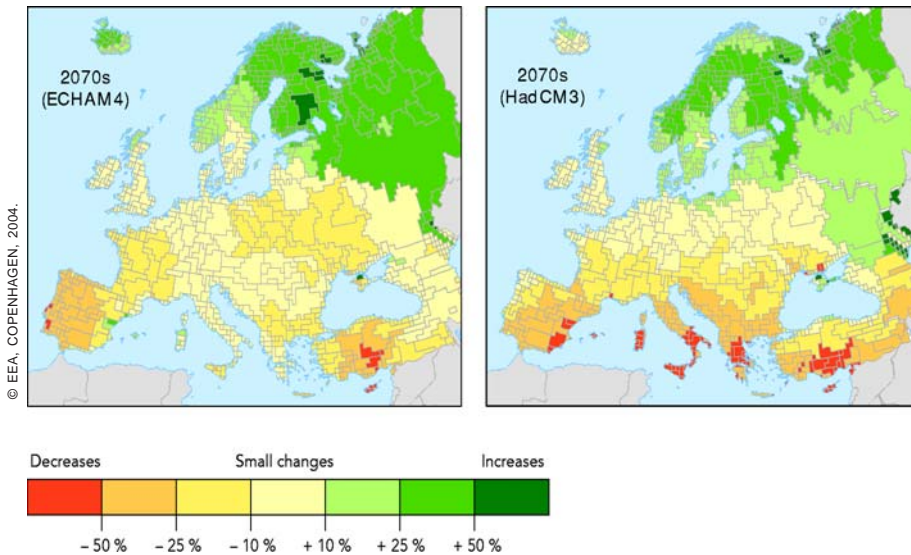 2070s
(ECHAM4)
2070s
(HadCM3)
© EEA, COPENHAGEN, 2004.
Decreases Small changes Increases
– 50 % – 25 % – 10 % + 10 % + 25 % + 50 %